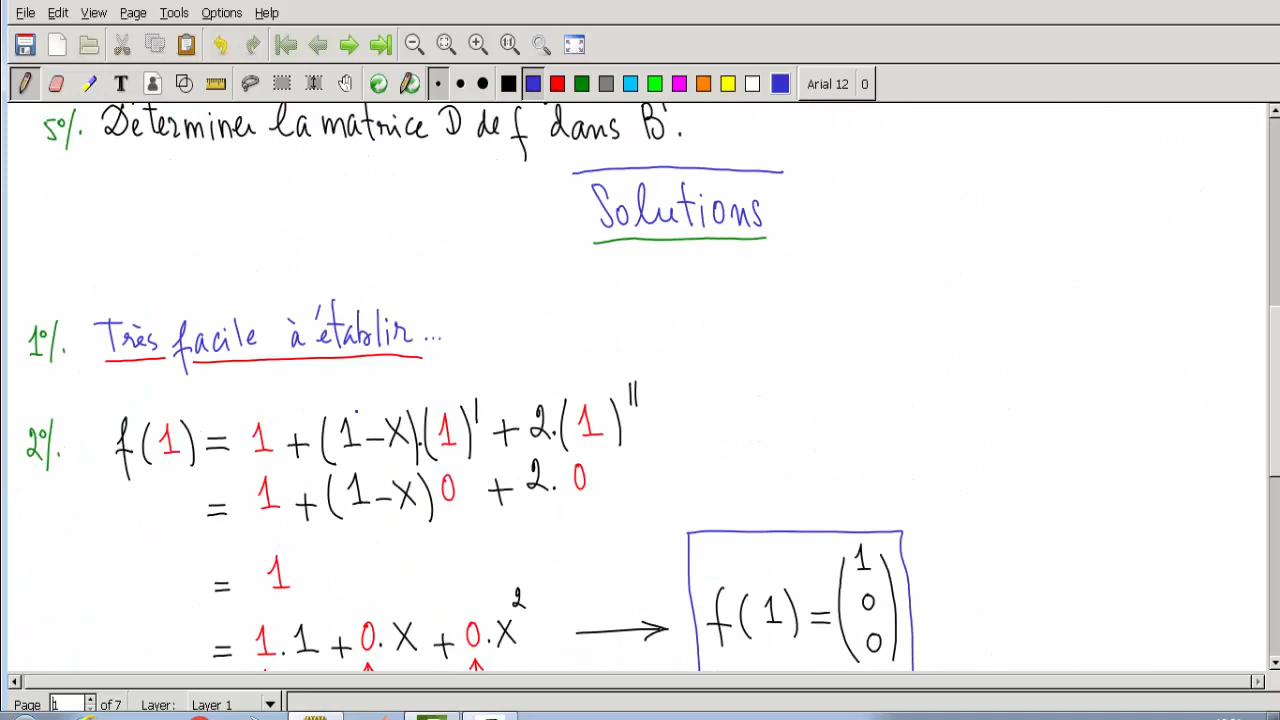 File Edit View Page Tools Options Help
Arial 12 0
5°/. Déterminer la matrice D de f dans B'.
Solutions
1°/. Très facile à établir...
2°/. f(1) = 1 + (1-X).(1)' + 2.(1)''
= 1 + (1-X)0 + 2.0
= 1
= 1.1 + 0.X + 0.X²
f(1) = (1
0
0)
Page 1 of 7 Layer: Layer 1